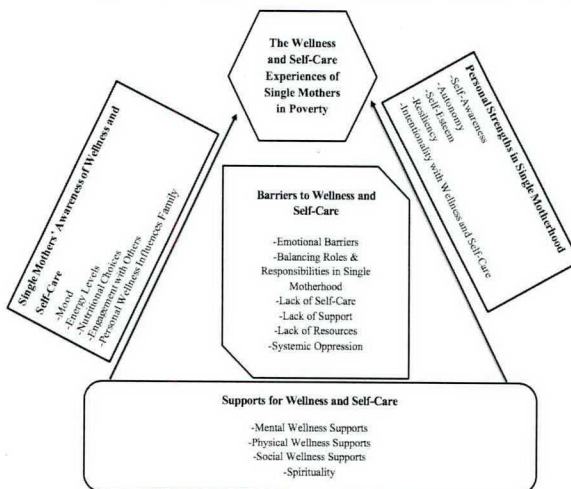 The Wellness
and Self-Care
Experiences of
Single Mothers
in Poverty
Single Mothers' Awareness of Wellness and
Self-Care
-Mood
-Energy Levels
-Nutritional Choices
-Engagement with Others
-Personal Wellness Influences Family
Personal Strengths in Single Motherhood
-Self-Awareness
-Autonomy
-Self-Esteem
-Resiliency
-Intentionality with Wellness and Self-Care
Barriers to Wellness and
Self-Care
-Emotional Barriers
-Balancing Roles &
Responsibilities in Single
Motherhood
-Lack of Self-Care
-Lack of Support
-Lack of Resources
-Systemic Oppression
Supports for Wellness and Self-Care
-Mental Wellness Supports
-Physical Wellness Supports
-Social Wellness Supports
-Spirituality